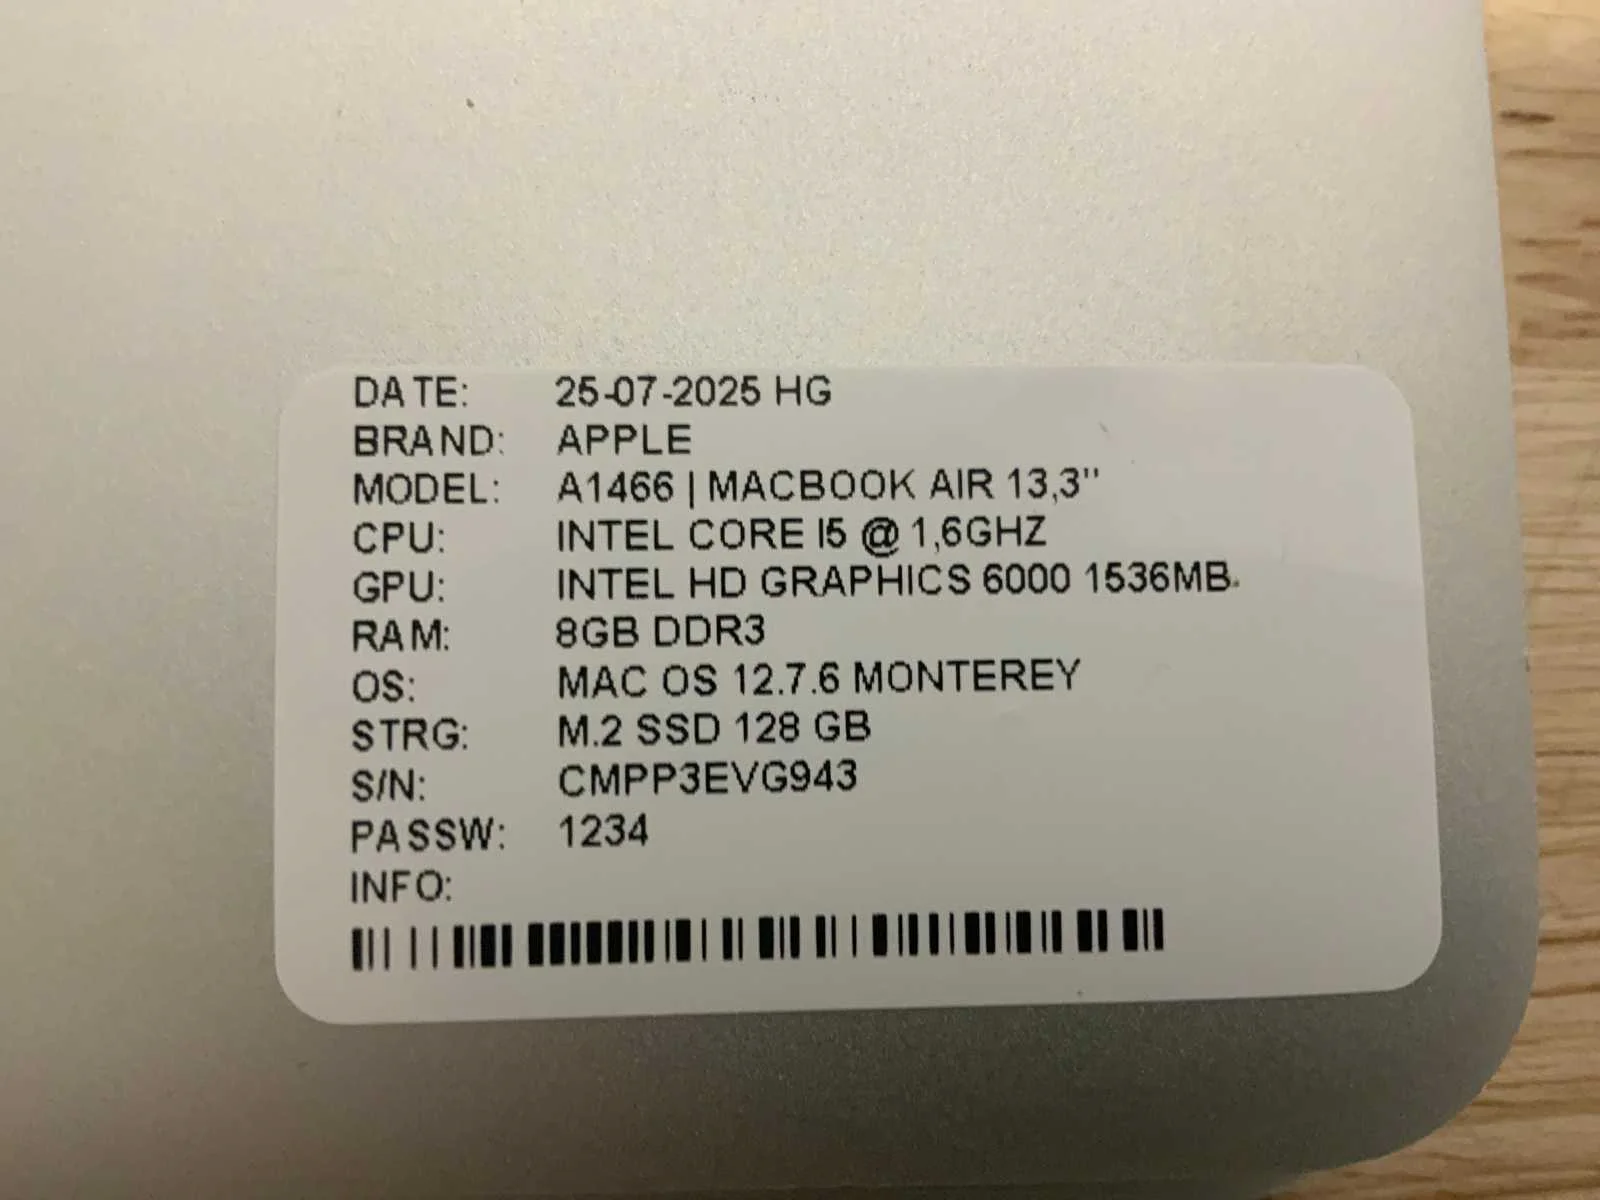 DATE: 25-07-2025 HG
BRAND: APPLE
MODEL: A1466 | MACBOOK AIR 13,3"
CPU: INTEL CORE I5 @ 1,6GHZ
GPU: INTEL HD GRAPHICS 6000 1536MB
RAM: 8GB DDR3
OS: MAC OS 12.7.6 MONTEREY
STRG: M.2 SSD 128 GB
S/N: CMPP3EVG943
PASSW: 1234
INFO: